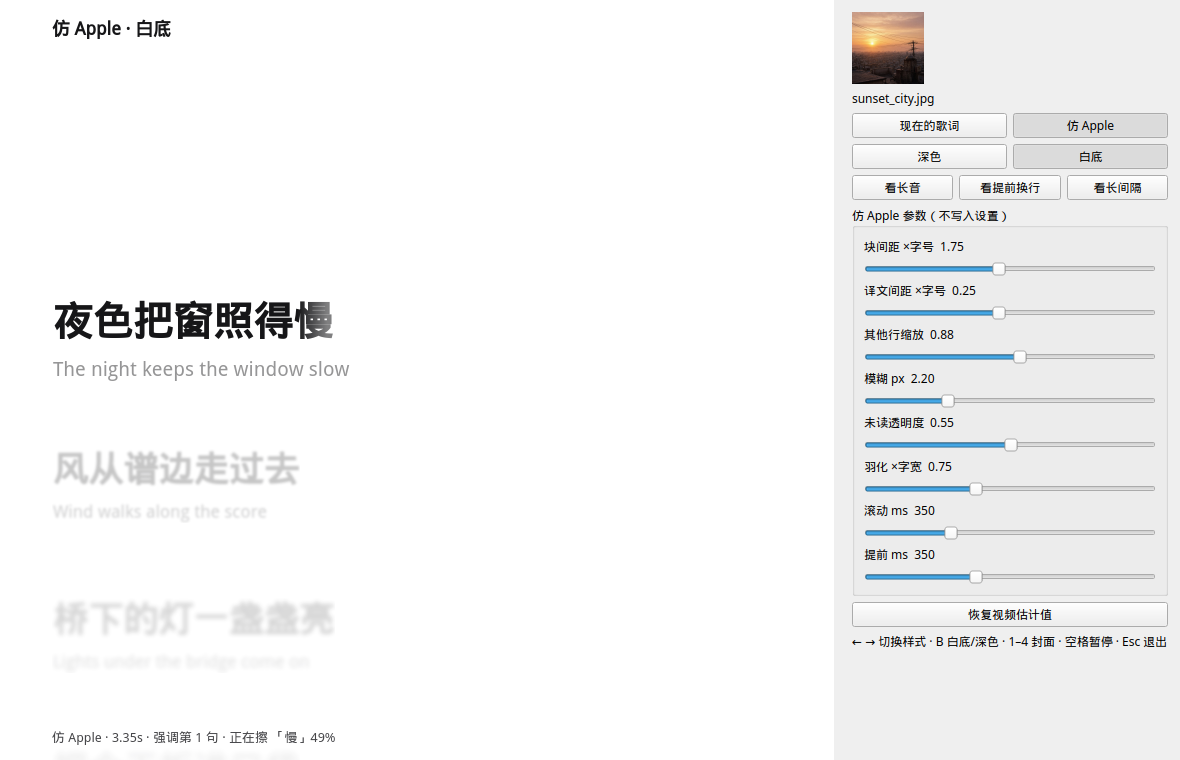 仿 Apple · 白底
夜色把窗照得慢
The night keeps the window slow
风从谱边走过去
Wind walks along the score
桥下的灯一盏盏亮
Lights under the bridge come on
仿 Apple · 3.35s · 强调第 1 句 · 正在擦「慢」49%
sunset_city.jpg
现在的歌词 仿 Apple
深色 白底
看长音 看提前换行 看长间隔
仿 Apple 参数（不写入设置）
块间距 ×字号 1.75
译文间距 ×字号 0.25
其他行缩放 0.88
模糊 px 2.20
未读透明度 0.55
羽化 ×字宽 0.75
滚动 ms 350
提前 ms 350
恢复视频估计值
← → 切换样式 · B 白底/深色 · 1–4 封面 · 空格暂停 · Esc 退出